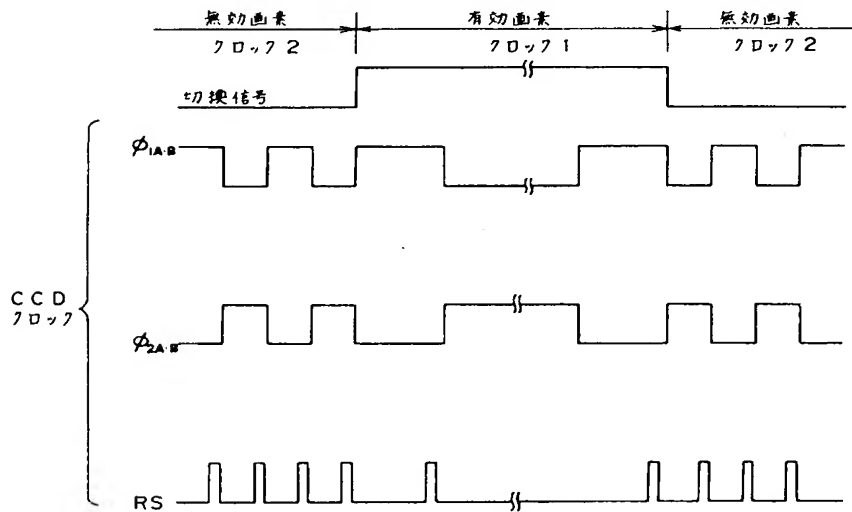 無効画素 有効画素 無効画素
クロック2 クロック1 クロック2
切換信号
φ1A·B
CCD
クロック
φ2A·B
RS